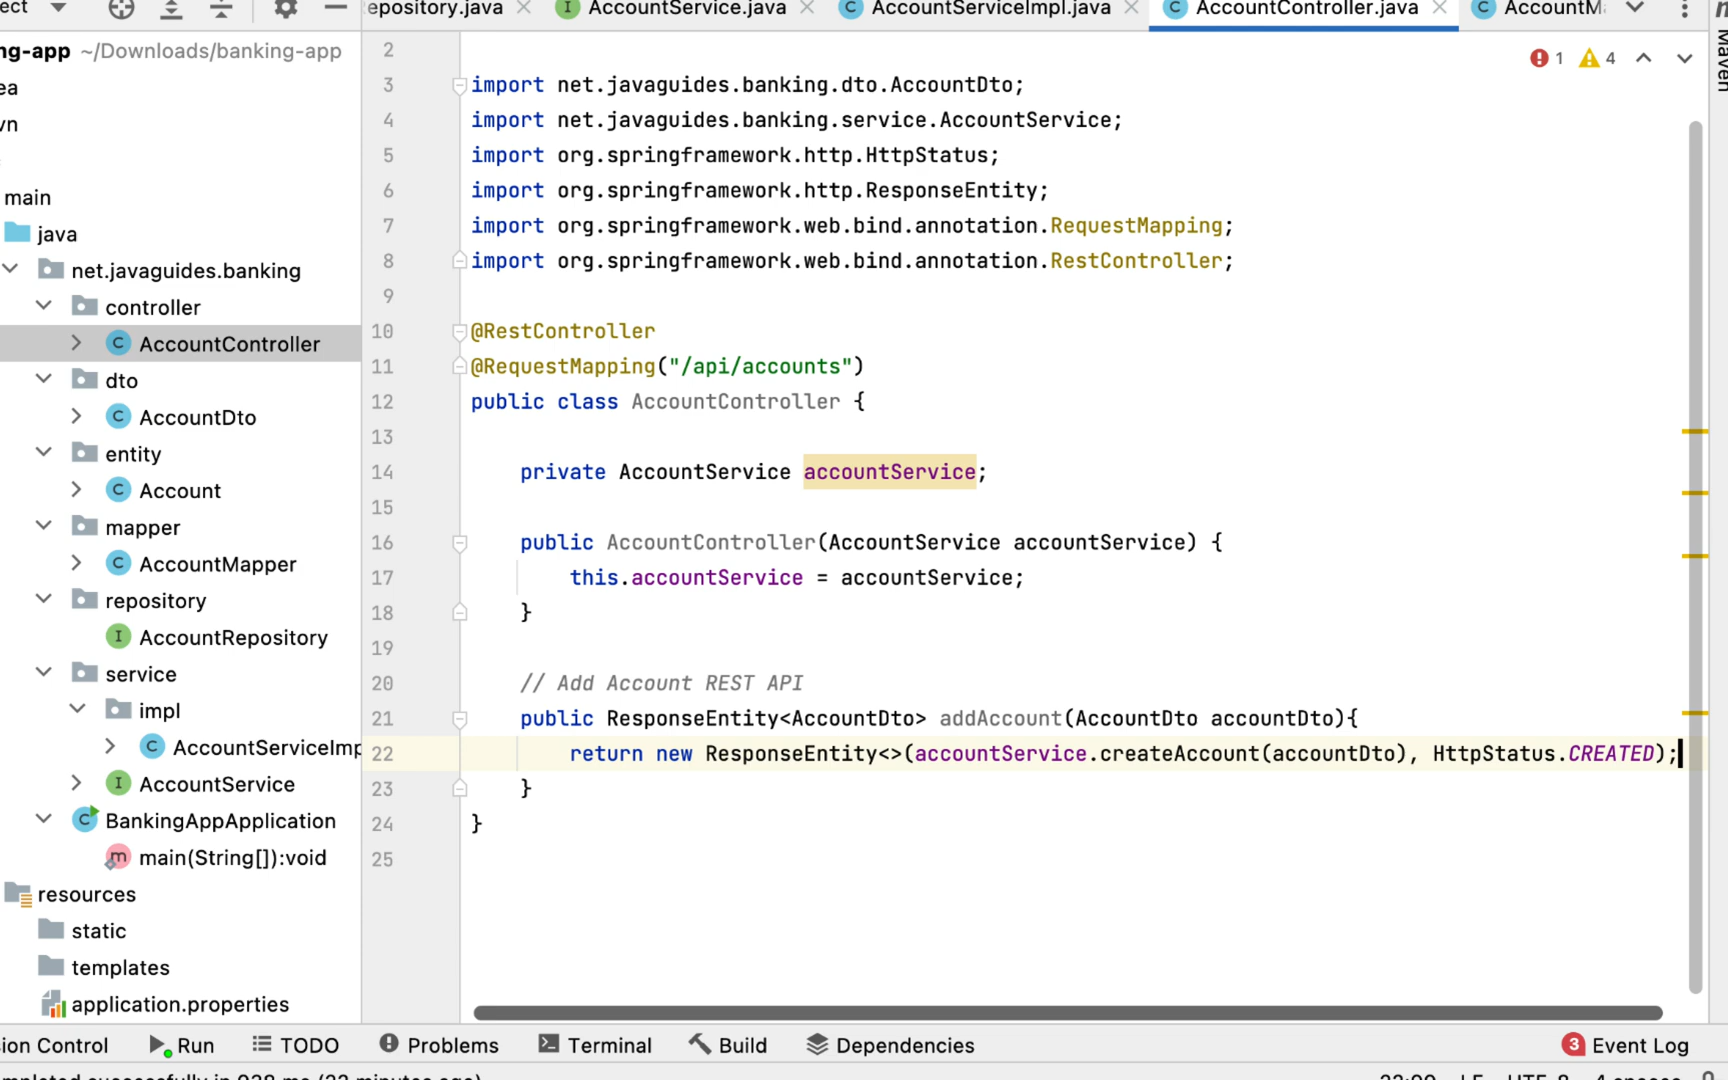 ect
epository.java
AccountService.java
AccountServiceImpl.java
AccountController.java
AccountMa
ng-app ~/Downloads/banking-app
ea
vn
main
java
net.javaguides.banking
controller
AccountController
dto
AccountDto
entity
Account
mapper
AccountMapper
repository
AccountRepository
service
impl
AccountServiceImp
AccountService
BankingAppApplication
main(String[]):void
resources
static
templates
application.properties
1 4
Maven
2
3 import net.javaguides.banking.dto.AccountDto;
4 import net.javaguides.banking.service.AccountService;
5 import org.springframework.http.HttpStatus;
6 import org.springframework.http.ResponseEntity;
7 import org.springframework.web.bind.annotation.RequestMapping;
8 import org.springframework.web.bind.annotation.RestController;
9
10 @RestController
11 @RequestMapping("/api/accounts")
12 public class AccountController {
13
14 private AccountService accountService;
15
16 public AccountController(AccountService accountService) {
17 this.accountService = accountService;
18 }
19
20 // Add Account REST API
21 public ResponseEntity<AccountDto> addAccount(AccountDto accountDto){
22 return new ResponseEntity<>(accountService.createAccount(accountDto), HttpStatus.CREATED);
23 }
24 }
25
ion Control
Run
TODO
Problems
Terminal
Build
Dependencies
3 Event Log